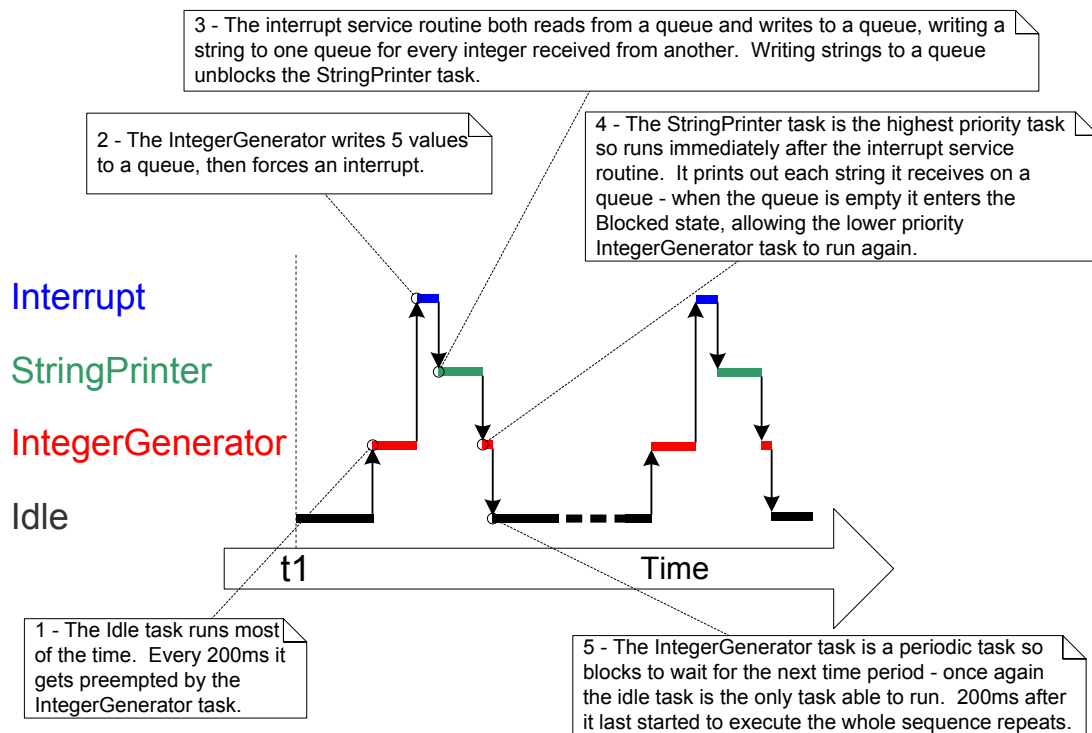 3 - The interrupt service routine both reads from a queue and writes to a queue, writing a
string to one queue for every integer received from another.  Writing strings to a queue
unblocks the StringPrinter task.
2 - The IntegerGenerator writes 5 values
to a queue, then forces an interrupt.
4 - The StringPrinter task is the highest priority task
so runs immediately after the interrupt service
routine.  It prints out each string it receives on a
queue - when the queue is empty it enters the
Blocked state, allowing the lower priority
IntegerGenerator task to run again.
Interrupt
StringPrinter
IntegerGenerator
Idle
t1
Time
1 - The Idle task runs most
of the time.  Every 200ms it
gets preempted by the
IntegerGenerator task.
5 - The IntegerGenerator task is a periodic task so
blocks to wait for the next time period - once again
the idle task is the only task able to run.  200ms after
it last started to execute the whole sequence repeats.